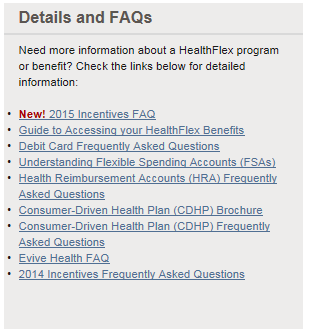 Details and FAQs
Need more information about a HealthFlex program
or benefit? Check the links below for detailed
information:
• New! 2015 Incentives FAQ
• Guide to Accessing your HealthFlex Benefits
• Debit Card Frequently Asked Questions
• Understanding Flexible Spending Accounts (FSAs)
• Health Reimbursement Accounts (HRA) Frequently
Asked Questions
• Consumer-Driven Health Plan (CDHP) Brochure
• Consumer-Driven Health Plan (CDHP) Frequently
Asked Questions
• Evive Health FAQ
• 2014 Incentives Frequently Asked Questions